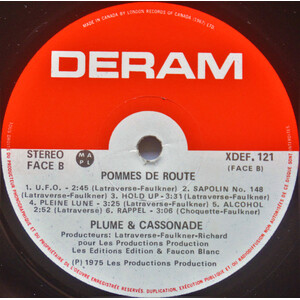 MADE IN CANADA BY LONDON RECORDS OF CANADA (1967) LTD.
DERAM
POMMES DE ROUTE
STEREO
FACE B
MAPL
XDEF. 121
(FACE B)
1. U.F.O. - 2:45 (Latraverse-Faulkner) 2. SAPOLIN No. 148
(Latraverse-Faulkner) 3. HOLD UP - 3:31 (Latraverse-Faulkner)
4. PLEINE LUNE - 3:25 (Latraverse-Faulkner) 5. ALCOHOL
2:52 (Latraverse-Faulkner) 6. RAPPEL - 3:06 (Choquette-Faulkner)
PLUME & CASSONADE
Producteurs: Latraverse-Faulkner-Richard
pour Les Productions Production
Les Editions Edition & Faucon Blanc
(P) 1975 Les Productions Production